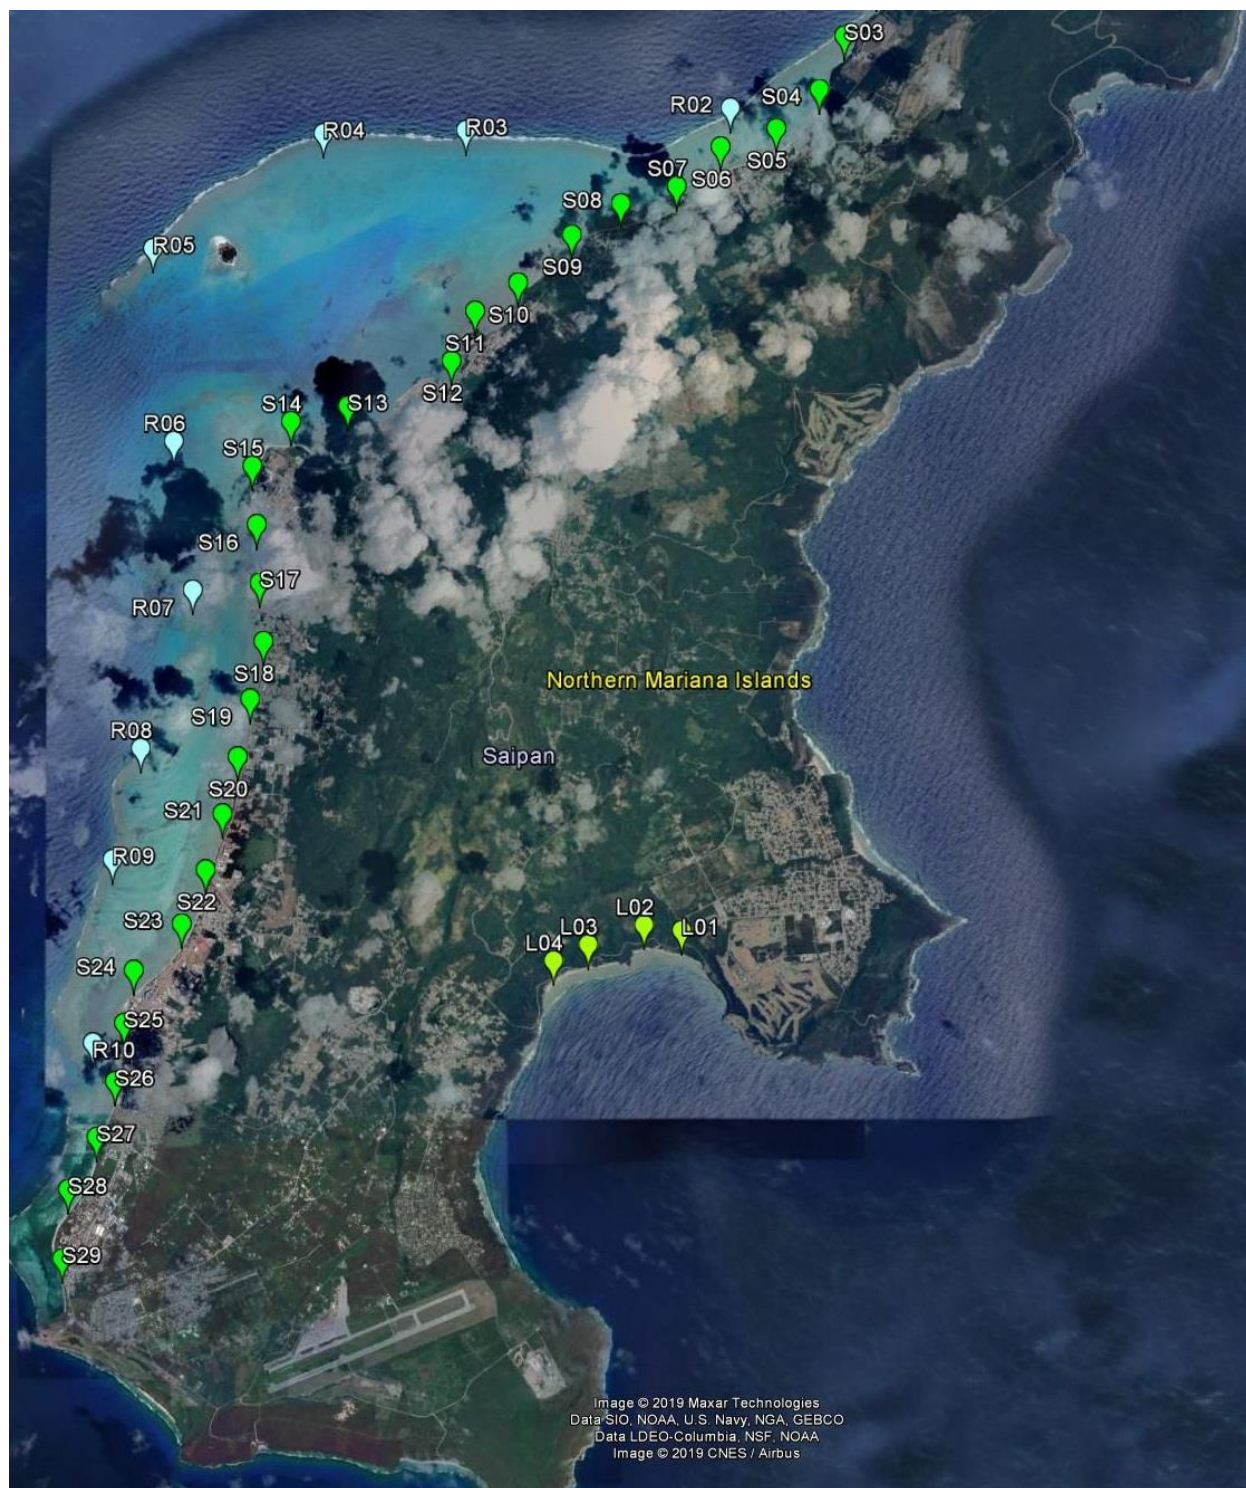 S03
S04
R02
R04
R03
S05
S07
S06
S08
R05
S09
S10
S11
S12
S14
S13
R06
S15
S16
S17
R07
S18
Northern Mariana Islands
S19
R08
Saipan
S20
S21
R09
S22
L02
S23
L03
L01
L04
S24
S25
R10
S26
S27
S28
S29
Image © 2019 Maxar Technologies
Data SIO, NOAA, U.S. Navy, NGA, GEBCO
Data LDEO-Columbia, NSF, NOAA
Image © 2019 CNES / Airbus